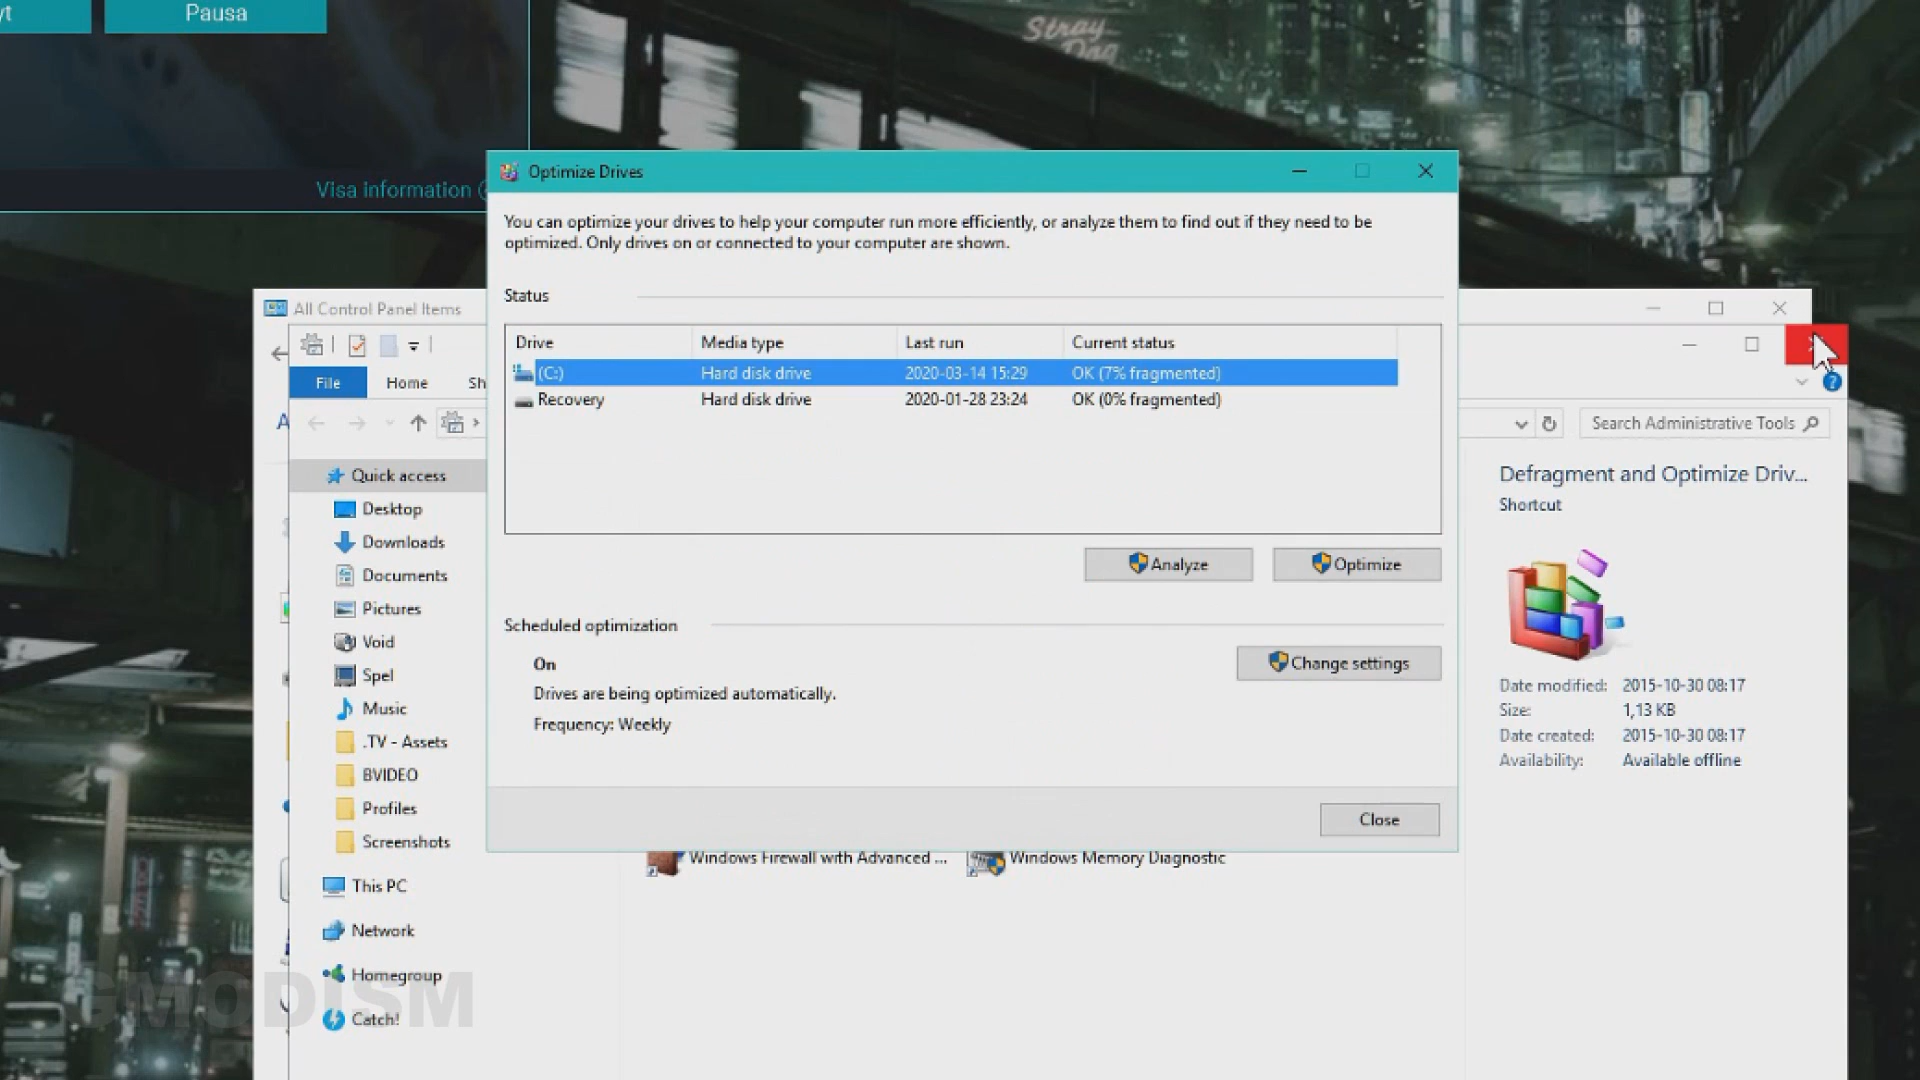 Pausa
Stray
Dog
Visa information
Optimize Drives
You can optimize your drives to help your computer run more efficiently, or analyze them to find out if they need to be
optimized. Only drives on or connected to your computer are shown.
Status
Drive Media type Last run Current status
(C:) Hard disk drive 2020-03-14 15:29 OK (7% fragmented)
Recovery Hard disk drive 2020-01-28 23:24 OK (0% fragmented)
Analyze Optimize
Scheduled optimization
On
Change settings
Drives are being optimized automatically.
Frequency: Weekly
Close
All Control Panel Items
File Home Sh
Search Administrative Tools
Quick access
Desktop
Downloads
Documents
Pictures
Void
Spel
Music
.TV - Assets
BVIDEO
Profiles
Screenshots
This PC
Network
Homegroup
Catch!
Windows Firewall with Advanced ...
Windows Memory Diagnostic
Defragment and Optimize Driv...
Shortcut
Date modified: 2015-10-30 08:17
Size: 1,13 KB
Date created: 2015-10-30 08:17
Availability: Available offline
GMODISM